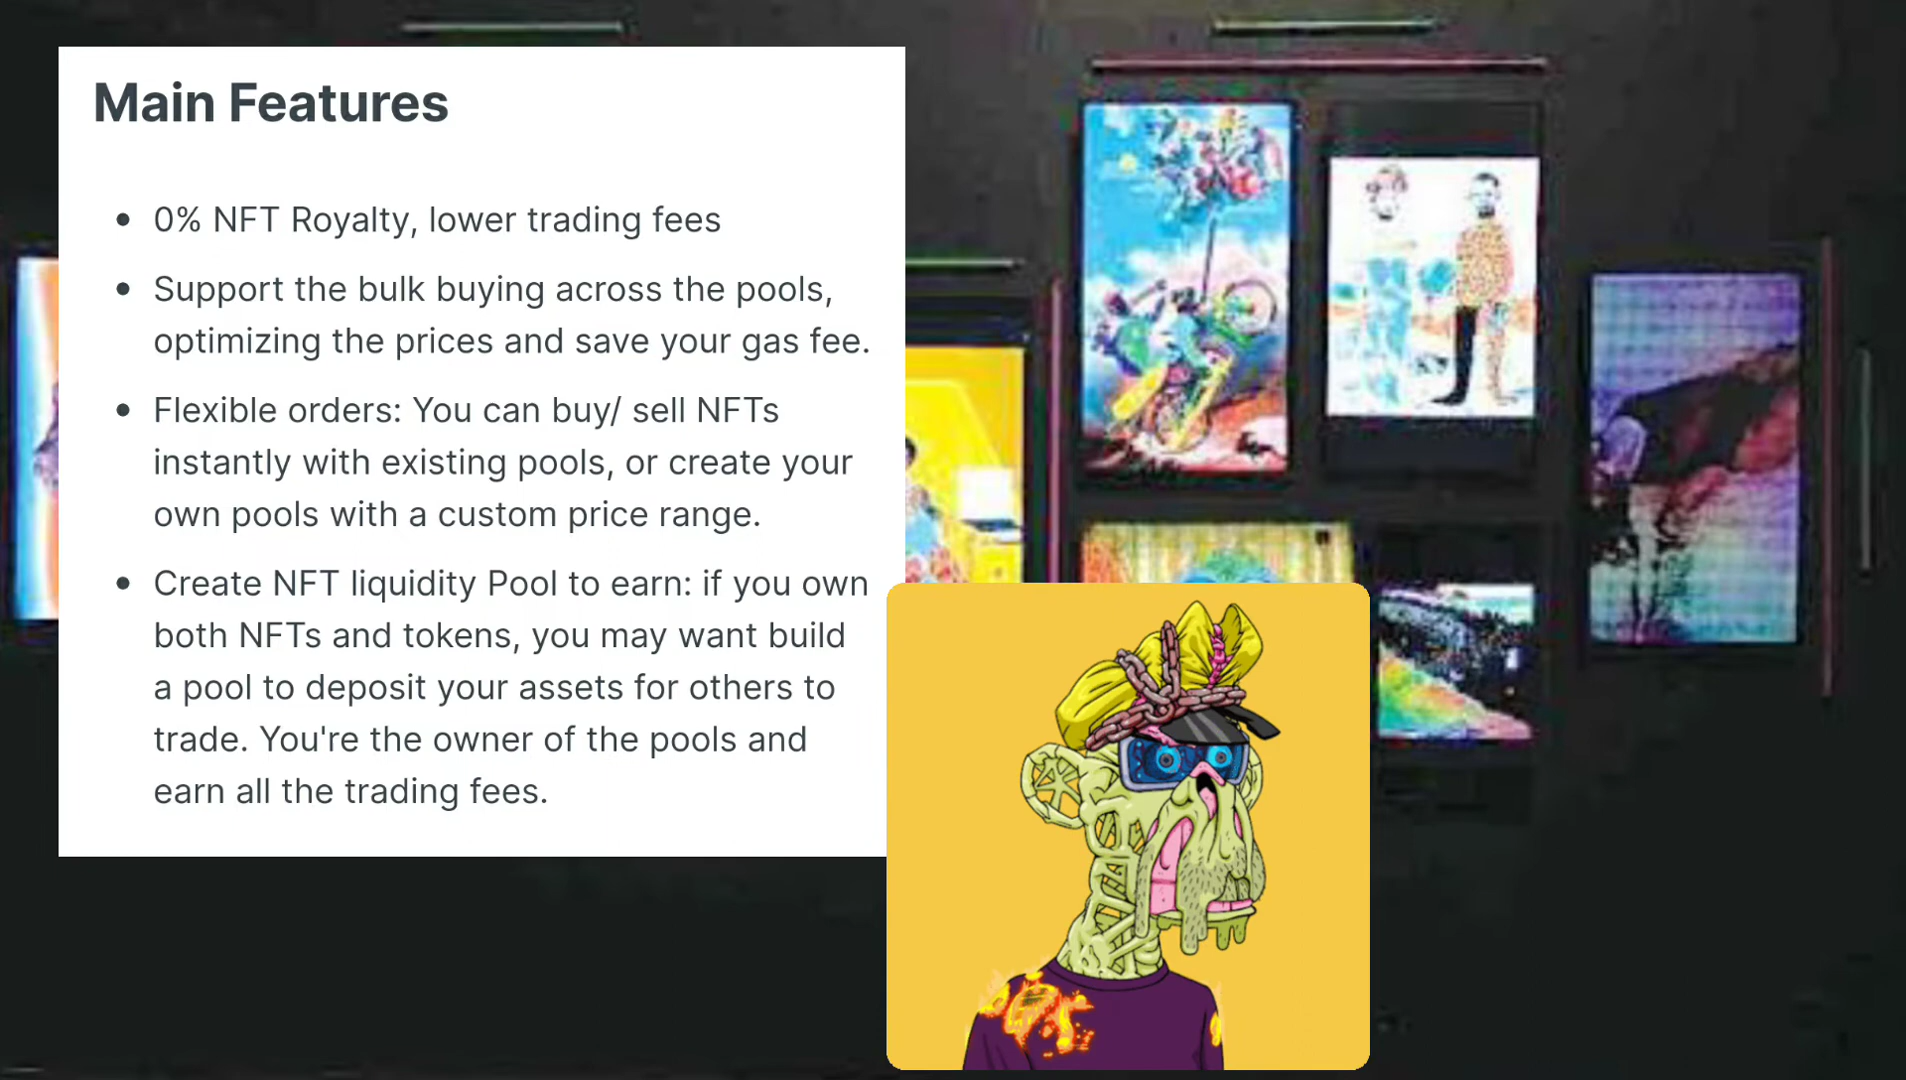 Main Features
0% NFT Royalty, lower trading fees
Support the bulk buying across the pools,
optimizing the prices and save your gas fee.
Flexible orders: You can buy/ sell NFTs
instantly with existing pools, or create your
own pools with a custom price range.
Create NFT liquidity Pool to earn: if you own
both NFTs and tokens, you may want build
a pool to deposit your assets for others to
trade. You're the owner of the pools and
earn all the trading fees.